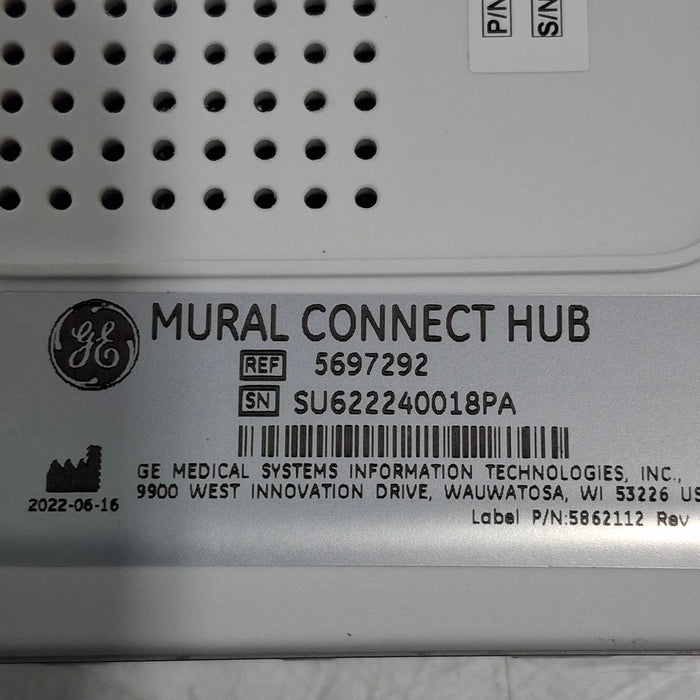 P/N
S/N
GE
MURAL CONNECT HUB
REF 5697292
SN SU622240018PA
GE MEDICAL SYSTEMS INFORMATION TECHNOLOGIES, INC.,
2022-06-16
9900 WEST INNOVATION DRIVE, WAUWATOSA, WI 53226 US
Label P/N:5862112 Rev